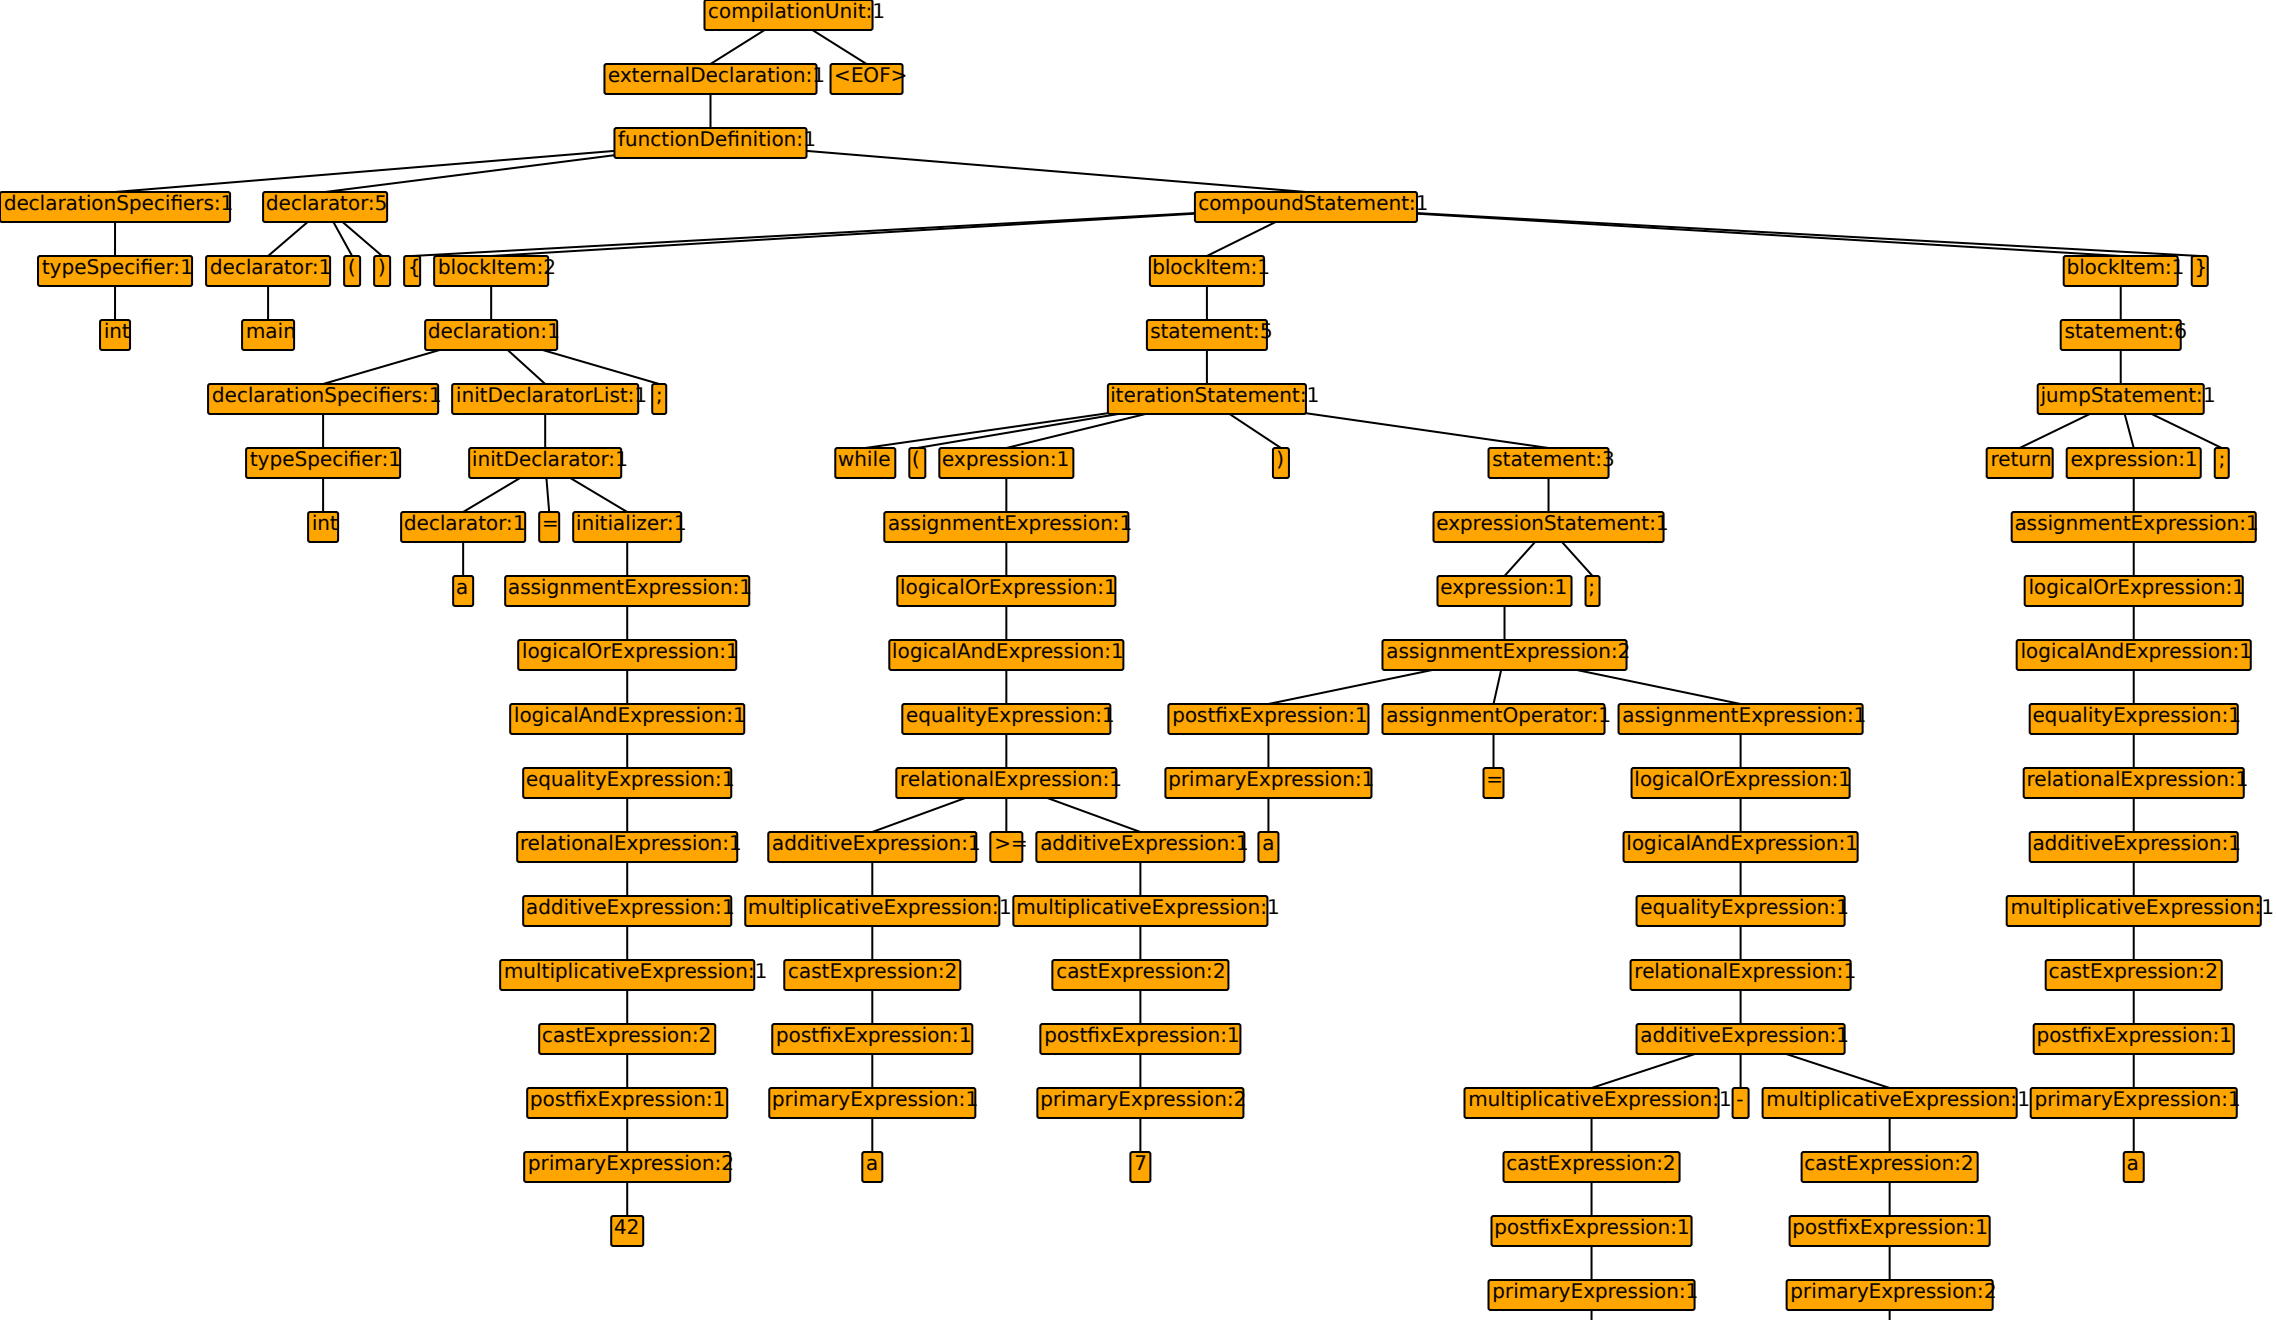 compilationUnit:1
externalDeclaration:1 <EOF>
functionDefinition:1
declarationSpecifiers:1 declarator:5 compoundStatement:1
typeSpecifier:1 declarator:1 ( ) { blockItem:2 blockItem:1 blockItem:1 }
int main declaration:1 statement:5 statement:6
declarationSpecifiers:1 initDeclaratorList:1 ; iterationStatement:1 jumpStatement:1
typeSpecifier:1 initDeclarator:1 while ( expression:1 ) statement:3 return expression:1 ;
int declarator:1 = initializer:1 assignmentExpression:1 expressionStatement:1 assignmentExpression:1
a assignmentExpression:1 logicalOrExpression:1 expression:1 ; logicalOrExpression:1
logicalOrExpression:1 logicalAndExpression:1 assignmentExpression:2 logicalAndExpression:1
logicalAndExpression:1 equalityExpression:1 postfixExpression:1 assignmentOperator:1 assignmentExpression:1 equalityExpression:1
equalityExpression:1 relationalExpression:1 primaryExpression:1 = logicalOrExpression:1 relationalExpression:1
relationalExpression:1 additiveExpression:1 >= additiveExpression:1 a logicalAndExpression:1 additiveExpression:1
additiveExpression:1 multiplicativeExpression:1 multiplicativeExpression:1 equalityExpression:1 multiplicativeExpression:1
multiplicativeExpression:1 castExpression:2 castExpression:2 relationalExpression:1 castExpression:2
castExpression:2 postfixExpression:1 postfixExpression:1 additiveExpression:1 postfixExpression:1
postfixExpression:1 primaryExpression:1 primaryExpression:2 multiplicativeExpression:1 - multiplicativeExpression:1 primaryExpression:1
primaryExpression:2 a 7 castExpression:2 castExpression:2 a
42 postfixExpression:1 postfixExpression:1
primaryExpression:1 primaryExpression:2